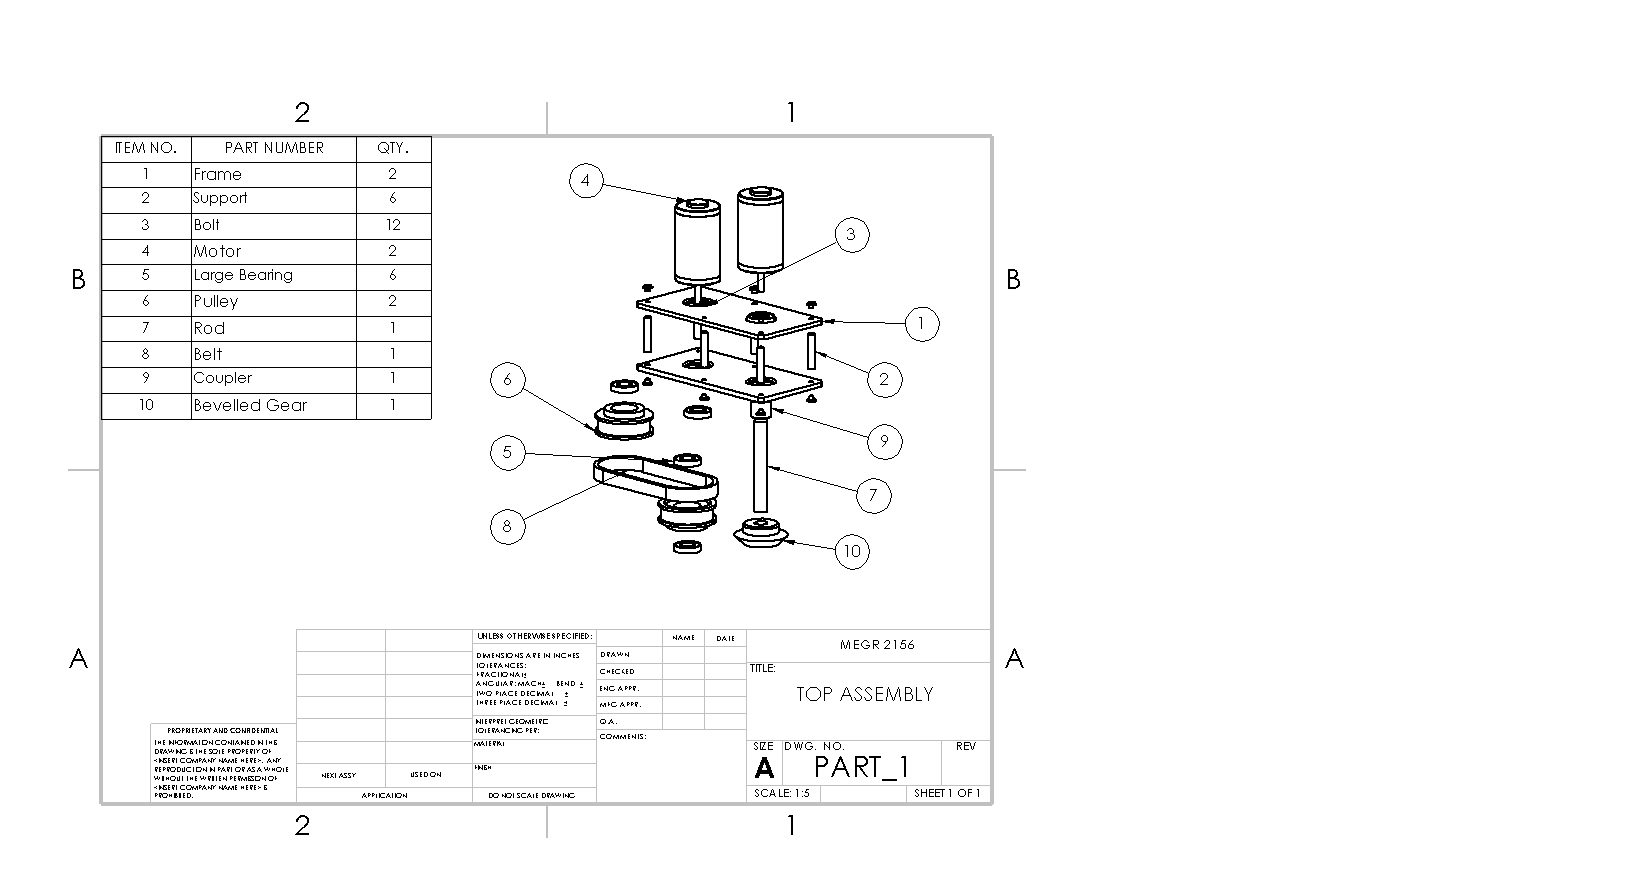 2 1
ITEM NO. PART NUMBER QTY.
1 Frame 2
2 Support 6
3 Bolt 12
4 Motor 2
5 Large Bearing 6
6 Pulley 2
7 Rod 1
8 Belt 1
9 Coupler 1
10 Bevelled Gear 1
4
3
B B
1
2
6
9
5
7
8
10
A A
UNLESS OTHERWISE SPECIFIED:
DIMENSIONS ARE IN INCHES
TOLERANCES:
FRACTIONAL±
ANGULAR: MACH± BEND ±
TWO PLACE DECIMAL ±
THREE PLACE DECIMAL ±
INTERPRET GEOMETRIC
TOLERANCING PER:
MATERIAL
FINISH
DO NOT SCALE DRAWING
NAME DATE
DRAWN
CHECKED
ENG APPR.
MFG APPR.
Q.A.
COMMENTS:
MEGR 2156
TITLE:
TOP ASSEMBLY
SIZE DWG. NO. REV
A PART_1
SCALE: 1:5 SHEET 1 OF 1
PROPRIETARY AND CONFIDENTIAL
THE INFORMATION CONTAINED IN THIS
DRAWING IS THE SOLE PROPERTY OF
<INSERT COMPANY NAME HERE>. ANY
REPRODUCTION IN PART OR AS A WHOLE
WITHOUT THE WRITTEN PERMISSION OF
<INSERT COMPANY NAME HERE> IS
PROHIBITED.
NEXT ASSY USED ON
APPLICATION
2 1